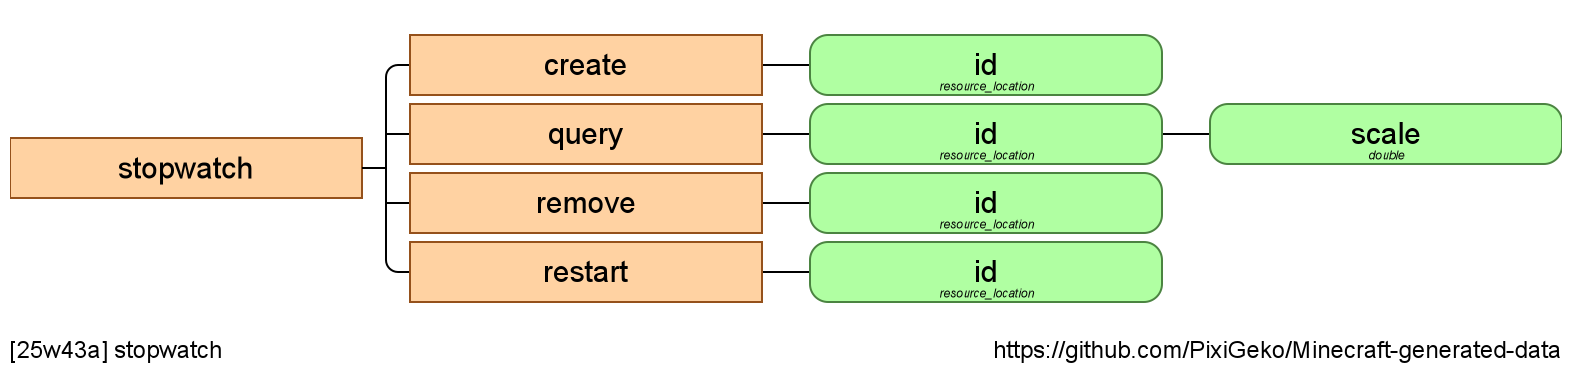 create
id
resource_location
query
id
resource_location
scale
double
stopwatch
remove
id
resource_location
restart
id
resource_location
[25w43a] stopwatch
https://github.com/PixiGeko/Minecraft-generated-data